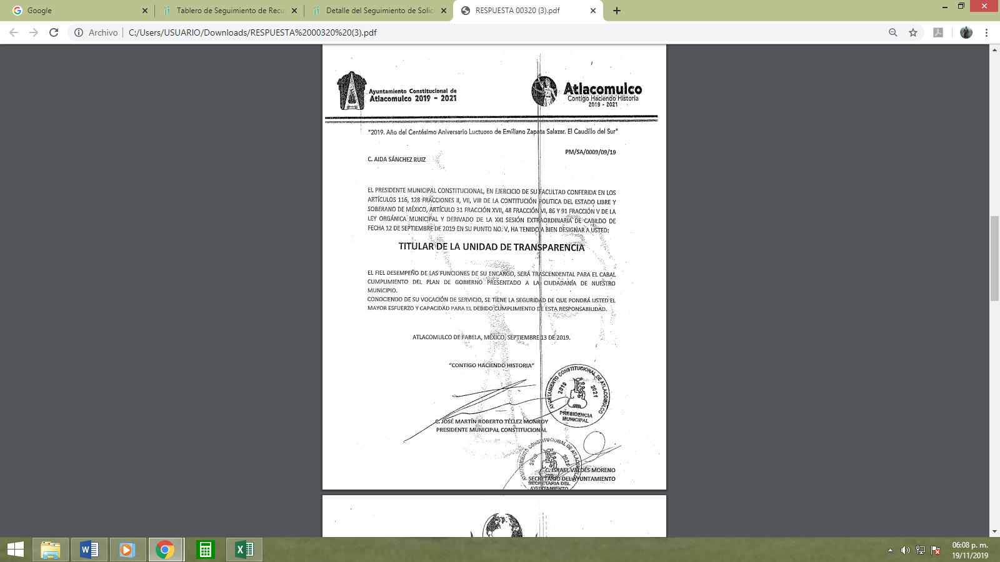 Google
Tablero de Seguimiento de Recu
Detalle del Seguimiento de Solici
RESPUESTA 00320 (3).pdf
Archivo
C:/Users/USUARIO/Downloads/RESPUESTA%2000320%20(3).pdf
Ayuntamiento Constitucional de
Atlacomulco 2019 - 2021
Atlacomulco
Contigo Haciendo Historia
2019 - 2021
"2019. Año del Centésimo Aniversario Luctuoso de Emiliano Zapata Salazar. El Caudillo del Sur"
PM/SA/0009/09/19
C. AIDA SÁNCHEZ RUIZ
EL PRESIDENTE MUNICIPAL CONSTITUCIONAL, EN EJERCICIO DE SU FACULTAD CONFERIDA EN LOS
ARTÍCULOS 116, 128 FRACCIONES II, VII, VIII DE LA CONTITUCIÓN POLITICA DEL ESTADO LIBRE Y
SOBERANO DE MÉXICO, ARTÍCULO 31 FRACCIÓN XVII, 48 FRACCIÓN VI, 86 Y 91 FRACCIÓN V DE LA
LEY ORGÁNICA MUNICIPAL Y DERIVADO DE LA XXI SESIÓN EXTRAORDINARIA DE CABILDO DE
FECHA 12 DE SEPTIEMBRE DE 2019 EN SU PUNTO NO. V, HA TENIDO A BIEN DESIGNAR A USTED:
TITULAR DE LA UNIDAD DE TRANSPARENCIA
EL FIEL DESEMPEÑO DE LAS FUNCIONES DE SU ENCARGO, SERÁ TRASCENDENTAL PARA EL CABAL
CUMPLIMIENTO DEL PLAN DE GOBIERNO PRESENTADO A LA CIUDADANÍA DE NUESTRO
MUNICIPIO.
CONOCIENDO DE SU VOCACIÓN DE SERVICIO, SE TIENE LA SEGURIDAD DE QUE PONDRÁ USTED EL
MAYOR ESFUERZO Y CAPACIDAD PARA EL DEBIDO CUMPLIMIENTO DE ESTA RESPONSABILIDAD.
ATLACOMULCO DE FABELA, MÉXICO, SEPTIEMBRE 13 DE 2019.
"CONTIGO HACIENDO HISTORIA"
AYUNTAMIENTO CONSTITUCIONAL DE ATLACOMULCO
2019 2021
PRESIDENCIA
MUNICIPAL
C. JOSÉ MARTÍN ROBERTO TÉLLEZ MONROY
PRESIDENTE MUNICIPAL CONSTITUCIONAL
AYUNTAMIENTO CONSTITUCIONAL DE ATLACOMULCO
2019 2021
C. ISRAEL VALDÉS MORENO
SECRETARIO DEL AYUNTAMIENTO
SECRETARIA DEL
AYUNTAMIENTO
06:08 p. m.
19/11/2019